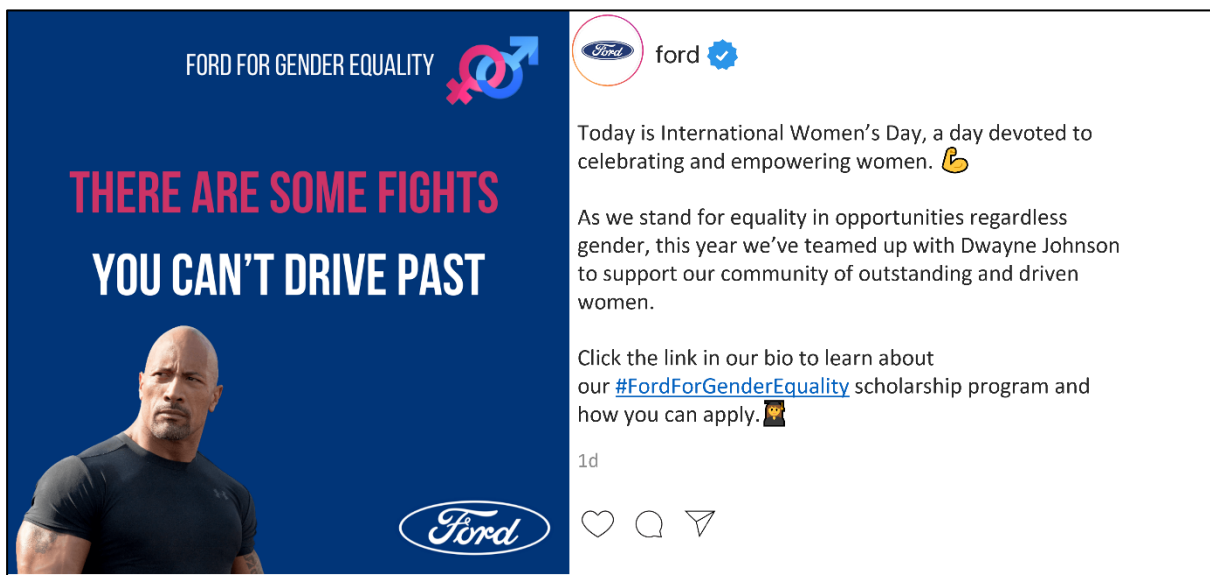 FORD FOR GENDER EQUALITY
THERE ARE SOME FIGHTS
YOU CAN'T DRIVE PAST
Ford
Ford
ford
Today is International Women’s Day, a day devoted to
celebrating and empowering women. 💪
As we stand for equality in opportunities regardless
gender, this year we’ve teamed up with Dwayne Johnson
to support our community of outstanding and driven
women.
Click the link in our bio to learn about
our #FordForGenderEquality scholarship program and
how you can apply.👩‍🎓
1d